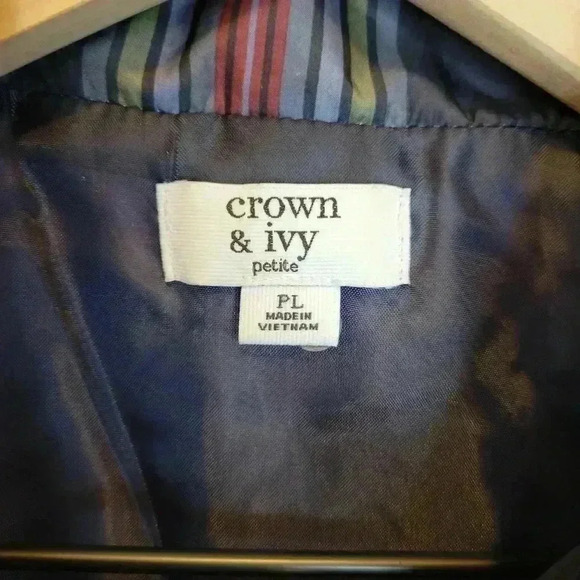 crown
& ivy
petite
PL
MADE IN
VIETNAM